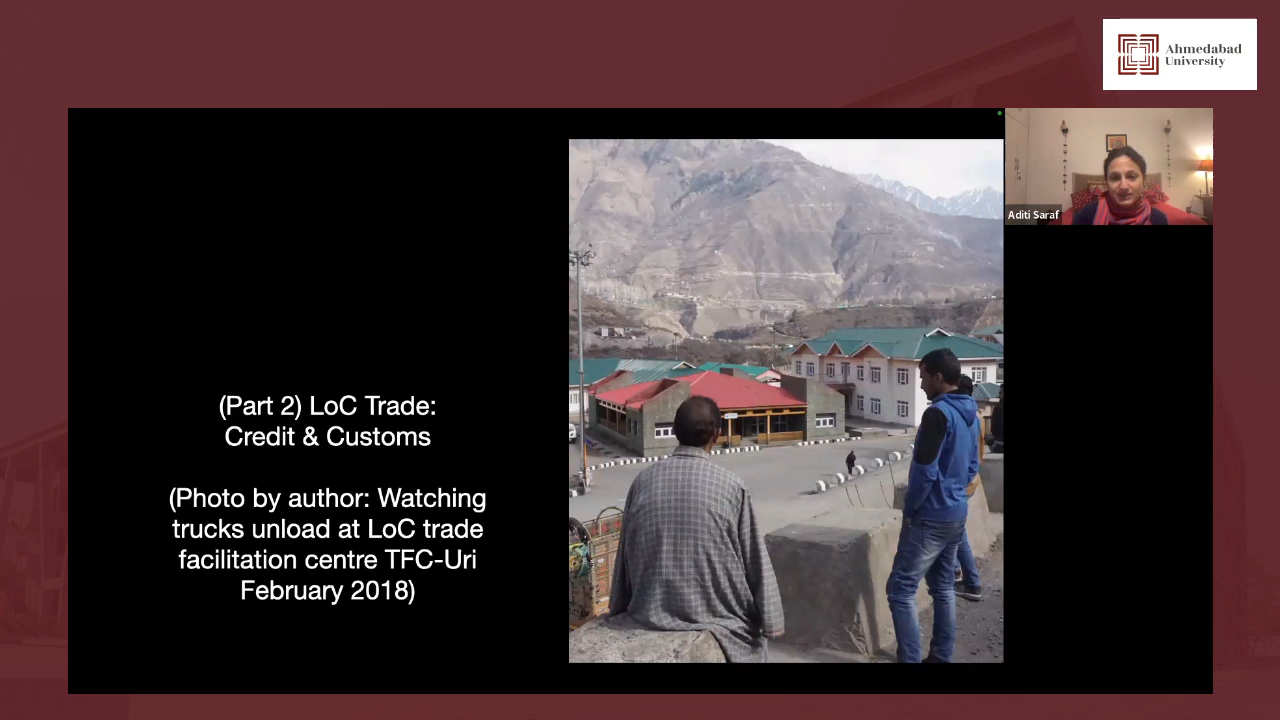 Ahmedabad
University
Aditi Saraf
(Part 2) LoC Trade:
Credit & Customs
(Photo by author: Watching
trucks unload at LoC trade
facilitation centre TFC-Uri
February 2018)